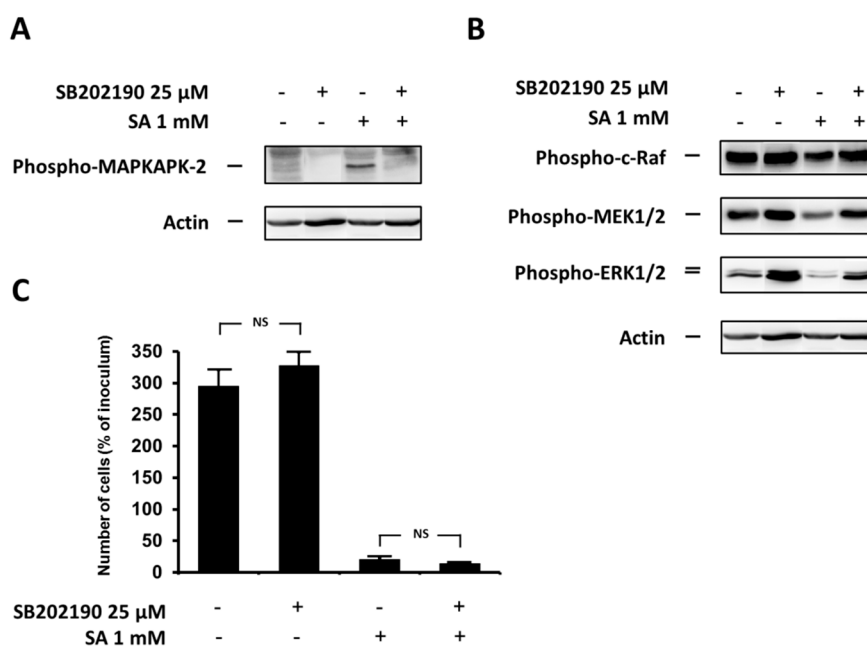 A
SB202190 25 μM - + - +
SA 1 mM - - + +
Phospho-MAPKAPK-2
Actin
B
SB202190 25 μM - + - +
SA 1 mM - - + +
Phospho-c-Raf
Phospho-MEK1/2
Phospho-ERK1/2
Actin
C
Number of cells (% of inoculum)
350
300
250
200
150
100
50
0
NS
NS
SB202190 25 μM - + - +
SA 1 mM - - + +